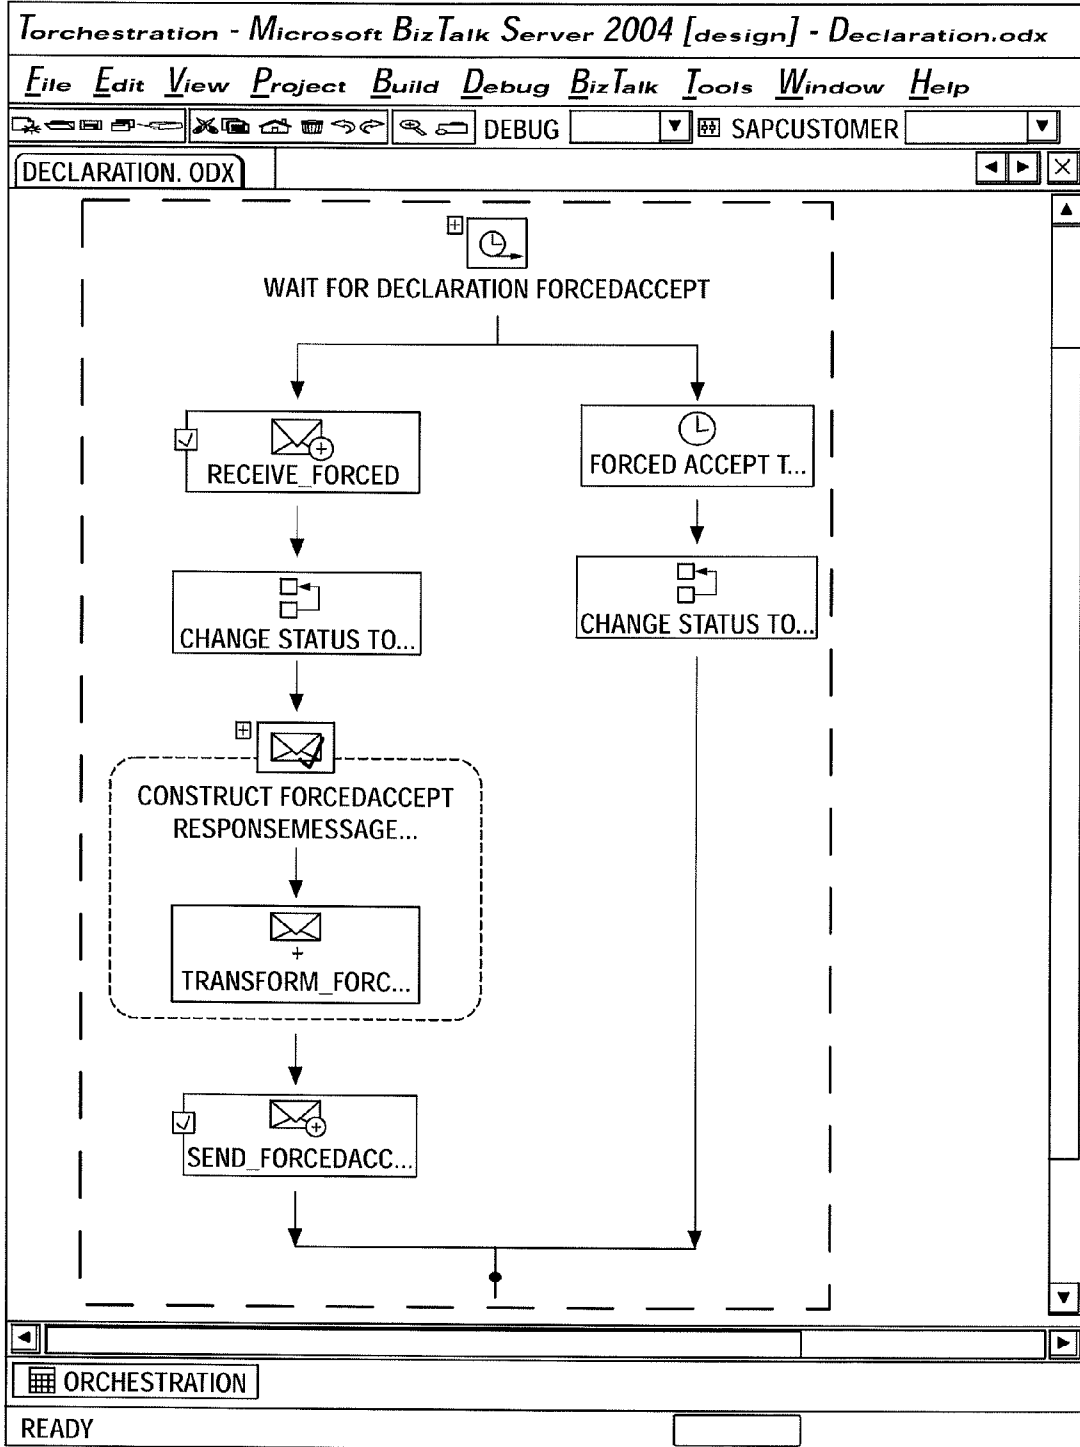 Torchestration - Microsoft BizTalk Server 2004 [design] - Declaration.odx
File Edit View Project Build Debug BizTalk Tools Window Help
DEBUG SAPCUSTOMER
DECLARATION. ODX
WAIT FOR DECLARATION FORCEDACCEPT
RECEIVE_FORCED
FORCED ACCEPT T...
CHANGE STATUS TO...
CHANGE STATUS TO...
CONSTRUCT FORCEDACCEPT
RESPONSEMESSAGE...
TRANSFORM_FORC...
SEND_FORCEDACC...
ORCHESTRATION
READY